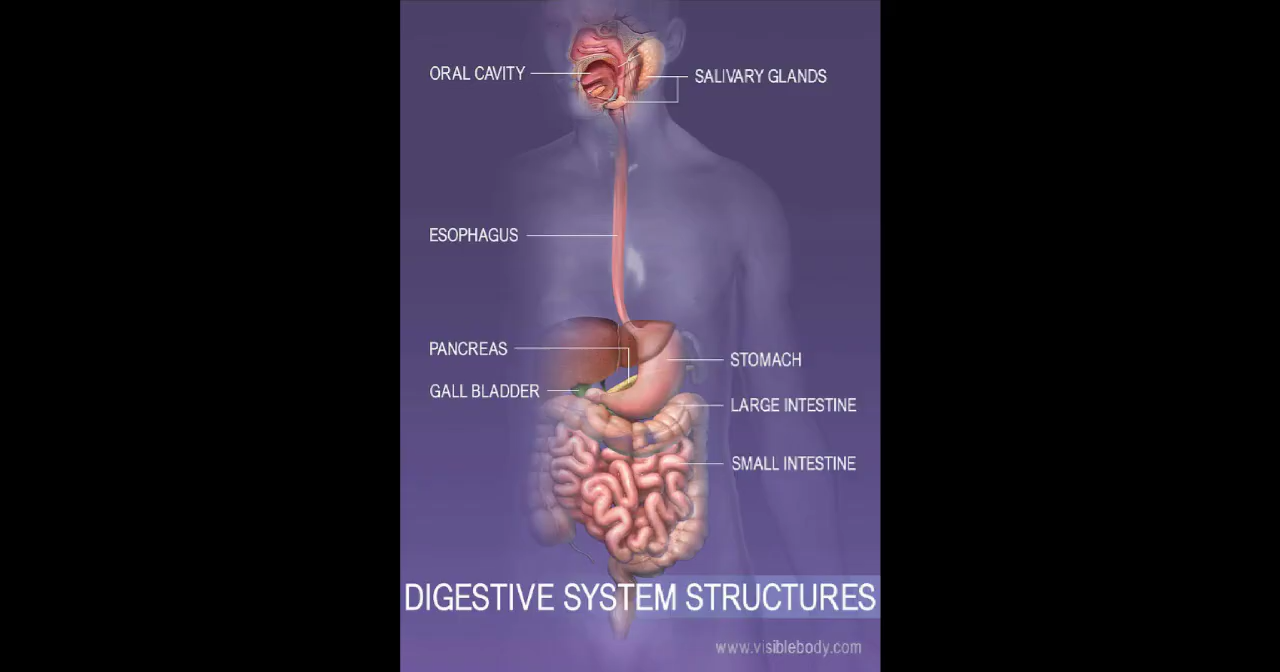 ORAL CAVITY
SALIVARY GLANDS
ESOPHAGUS
PANCREAS
STOMACH
GALL BLADDER
LARGE INTESTINE
SMALL INTESTINE
DIGESTIVE SYSTEM STRUCTURES
www.visiblebody.com